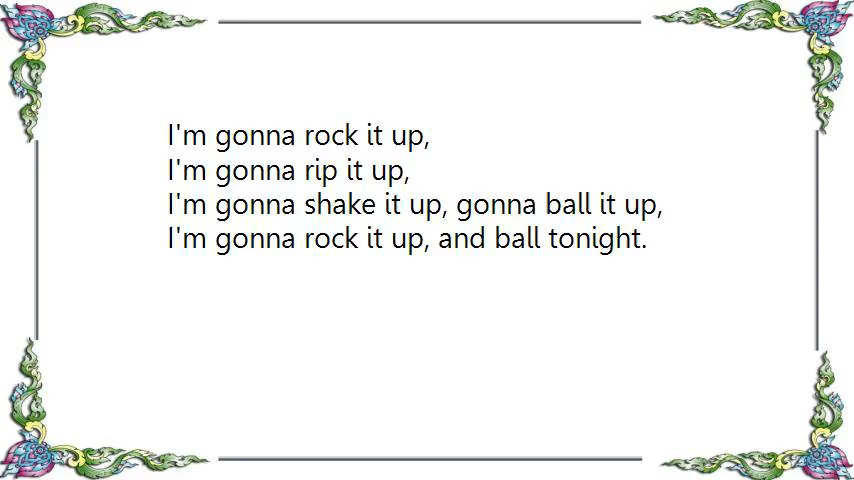 I'm gonna rock it up,
I'm gonna rip it up,
I'm gonna shake it up, gonna ball it up,
I'm gonna rock it up, and ball tonight.